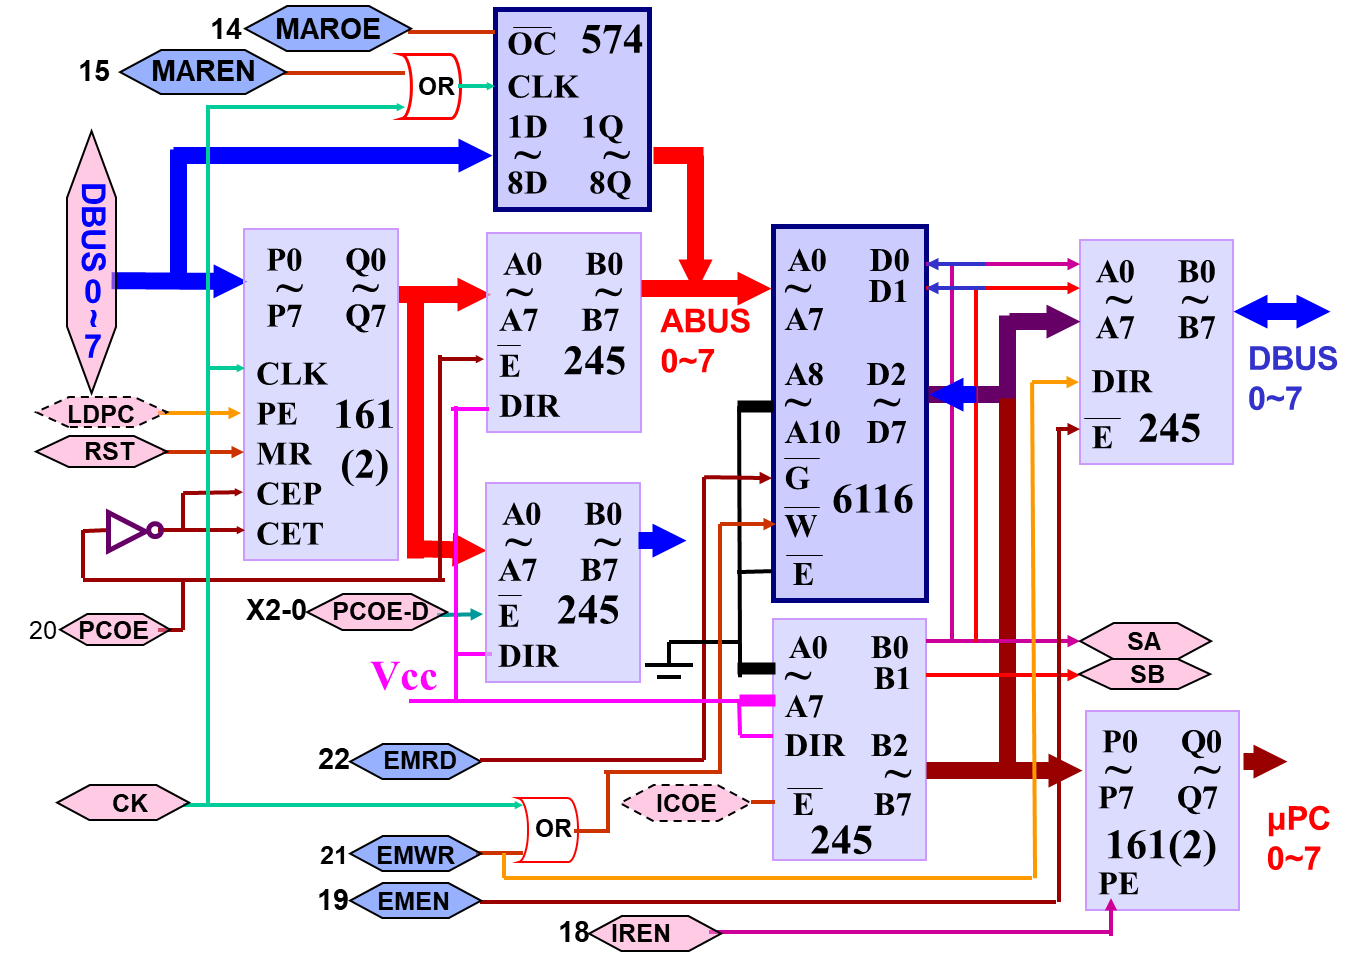 14 MAROE
15 MAREN
OR
OC 574
CLK
1D 1Q
~ ~
8D 8Q
DBUS 0~7
P0 Q0
~ ~
P7 Q7
CLK
PE 161
MR (2)
CEP
CET
LDPC
RST
20 PCOE
A0 B0
~ ~
A7 B7
E 245
DIR
ABUS
0~7
A0 B0
~ ~
A7 B7
E 245
DIR
X2-0 PCOE-D
Vcc
A0 D0
~ D1
A7
A8 D2
~ ~
A10 D7
G
6116
W
E
A0 B0
~ ~
A7 B7
DIR
E 245
DBUS
0~7
A0 B0
~ B1
A7
DIR B2
~
E B7
245
SA
SB
22 EMRD
CK
ICOE
OR
21 EMWR
19 EMEN
18 IREN
P0 Q0
~ ~
P7 Q7
161(2)
PE
μPC
0~7